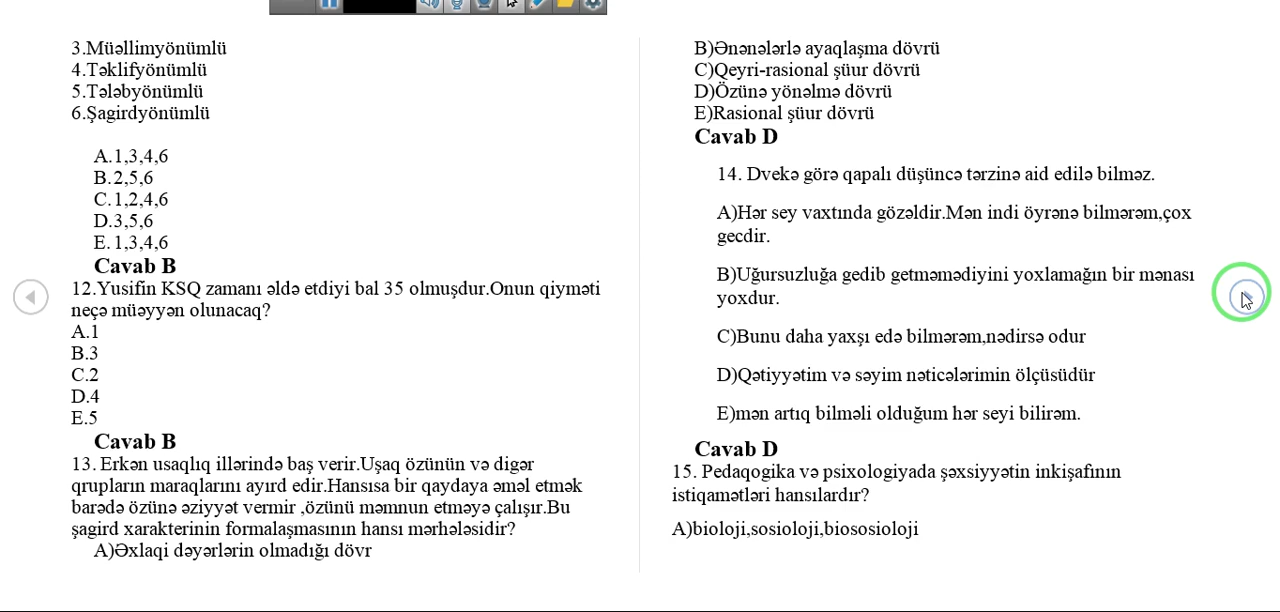 3.Müəllimyönümlü
4.Təklifyönümlü
5.Tələbyönümlü
6.Şagirdyönümlü
A.1,3,4,6
B.2,5,6
C.1,2,4,6
D.3,5,6
E. 1,3,4,6
Cavab B
12.Yusifin KSQ zamanı əldə etdiyi bal 35 olmuşdur.Onun qiyməti
neçə müəyyən olunacaq?
A.1
B.3
C.2
D.4
E.5
Cavab B
13. Erkən usaqlıq illərində baş verir.Uşaq özünün və digər
qrupların maraqlarını ayırd edir.Hansısa bir qaydaya əməl etmək
barədə özünə əziyyət vermir ,özünü məmnun etməyə çalışır.Bu
şagird xarakterinin formalaşmasının hansı mərhələsidir?
A)Əxlaqi dəyərlərin olmadığı dövr
B)Ənənələrlə ayaqlaşma dövrü
C)Qeyri-rasional şüur dövrü
D)Özünə yönəlmə dövrü
E)Rasional şüur dövrü
Cavab D
14. Dvekə görə qapalı düşüncə tərzinə aid edilə bilməz.
A)Hər sey vaxtında gözəldir.Mən indi öyrənə bilmərəm,çox
gecdir.
B)Uğursuzluğa gedib getməmədiyini yoxlamağın bir mənası
yoxdur.
C)Bunu daha yaxşı edə bilmərəm,nədirsə odur
D)Qətiyyətim və səyim nəticələrimin ölçüsüdür
E)mən artıq bilməli olduğum hər seyi bilirəm.
Cavab D
15. Pedaqogika və psixologiyada şəxsiyyətin inkişafının
istiqamətləri hansılardır?
A)bioloji,sosioloji,biososioloji